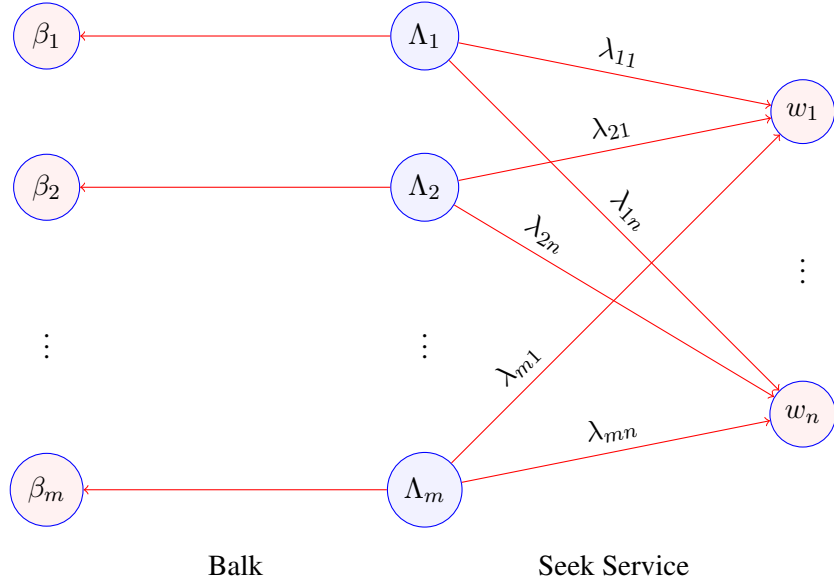 β₁ Λ₁ λ₁₁
w₁
β₂ Λ₂ λ₂₁
λ₁ₙ
λ₂ₙ
⋮
⋮ ⋮
λₘ₁
wₙ
λₘₙ
βₘ Λₘ
Balk Seek Service